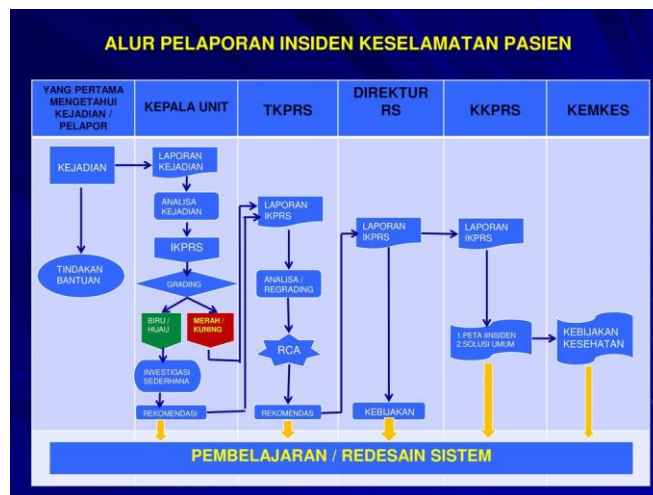 ALUR PELAPORAN INSIDEN KESELAMATAN PASIEN
YANG PERTAMA
MENGETAHUI
KEJADIAN /
PELAPOR
KEPALA UNIT
TKPRS
DIREKTUR
RS
KKPRS
KEMKES
KEJADIAN
TINDAKAN
BANTUAN
LAPORAN
KEJADIAN
ANALISA
KEJADIAN
IKPRS
GRADING
BIRU /
HIJAU
MERAH /
KUNING
INVESTIGASI
SEDERHANA
REKOMENDASI
LAPORAN
IKPRS
ANALISA /
REGRADING
RCA
REKOMENDAS
LAPORAN
IKPRS
KEBIJAKAN
LAPORAN
IKPRS
1.PETA IINSIDEN
2.SOLUSI UMUM
KEBIJAKAN
KESEHATAN
PEMBELAJARAN / REDESAIN SISTEM